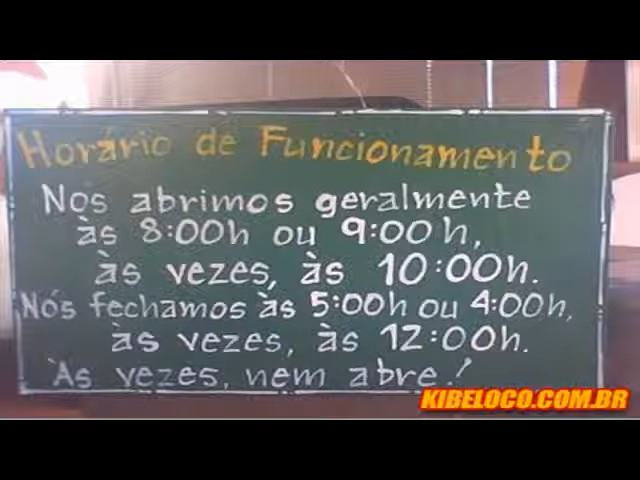 Horário de Funcionamento
Nós abrimos geralmente
às 8:00h ou 9:00h,
às vezes, às 10:00h.
Nós fechamos às 5:00h ou 4:00h,
às vezes, às 12:00h.
Às vezes, nem abre!
KIBELOCO.COM.BR